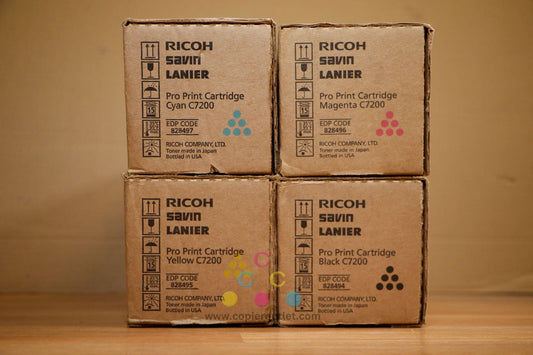 RICOH
savin
LANIER
Pro Print Cartridge
Cyan C7200
EDP CODE
828497
RICOH COMPANY, LTD.
Toner made in Japan
Bottled in USA
RICOH
savin
LANIER
Pro Print Cartridge
Magenta C7200
EDP CODE
828496
RICOH COMPANY, LTD.
Toner made in Japan
Bottled in USA
RICOH
savin
LANIER
Pro Print Cartridge
Yellow C7200
EDP CODE
828495
RICOH COMPANY, LTD.
Toner made in Japan
Bottled in USA
RICOH
savin
LANIER
Pro Print Cartridge
Black C7200
EDP CODE
828494
RICOH COMPANY, LTD.
Toner made in Japan
Bottled in USA
C
C C
www.copieroutlet.com